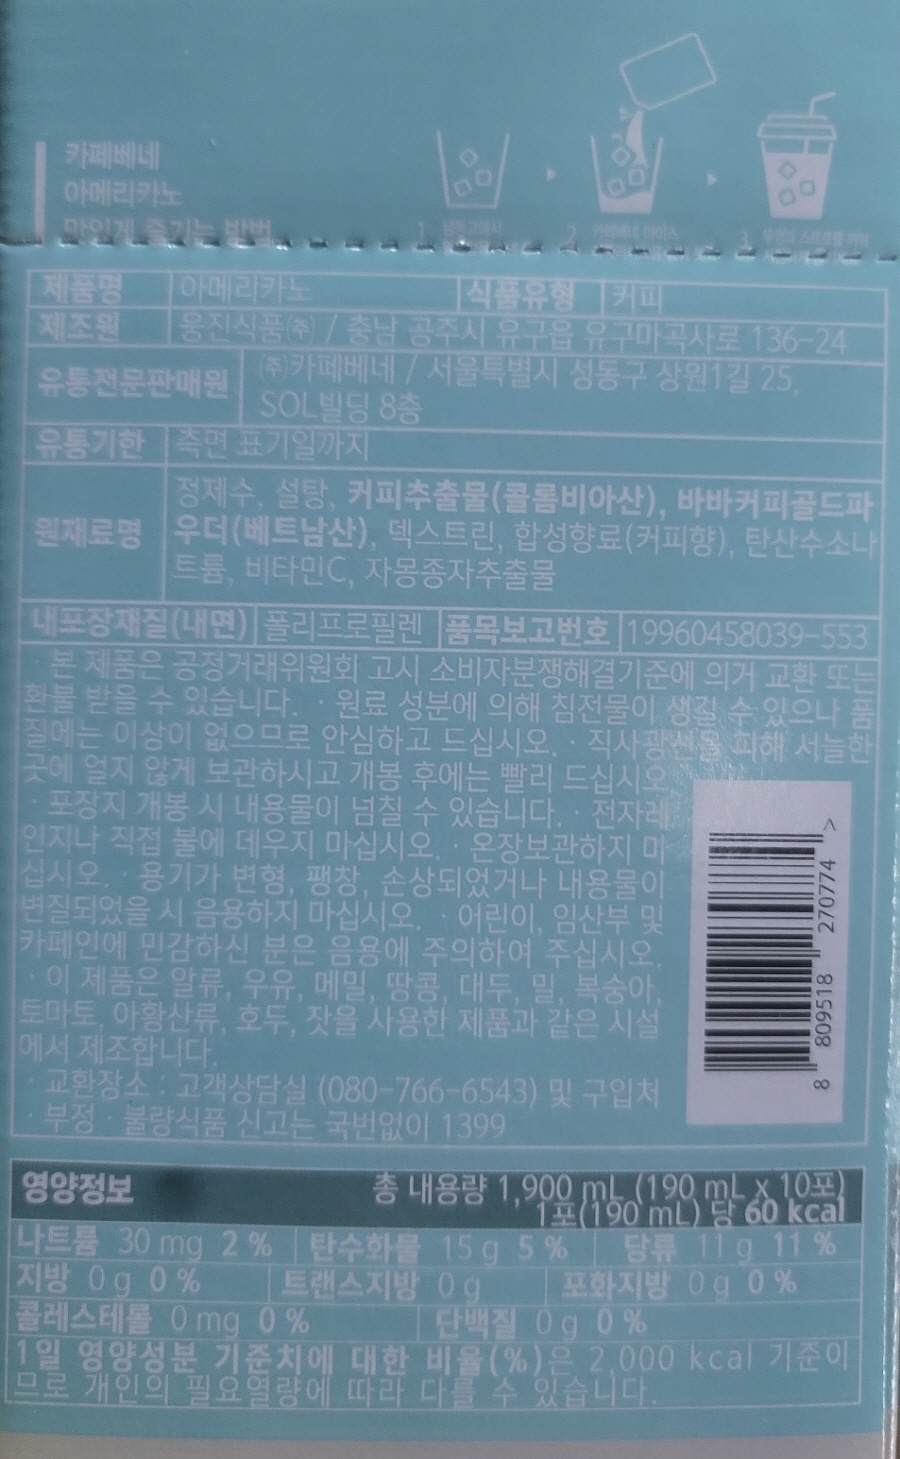 카페베네
아메리카노
맛있게 즐기는 방법
1 2 3
제품명 아메리카노 식품유형 커피
제조원 웅진식품㈜ / 충남 공주시 유구읍 유구마곡사로 136-24
유통전문판매원 ㈜카페베네 / 서울특별시 성동구 상원1길 25,
SOL빌딩 8층
유통기한 측면 표기일까지
원재료명 정제수, 설탕, 커피추출물(콜롬비아산), 바바커피골드파
우더(베트남산), 덱스트린, 합성향료(커피향), 탄산수소나
트륨, 비타민C, 자몽종자추출물
내포장재질(내면) 폴리프로필렌 품목보고번호 19960458039-553
· 본 제품은 공정거래위원회 고시 소비자분쟁해결기준에 의거 교환 또는
환불 받을 수 있습니다. · 원료 성분에 의해 침전물이 생길 수 있으나 품
질에는 이상이 없으므로 안심하고 드십시오. · 직사광선을 피해 서늘한
곳에 얼지 않게 보관하시고 개봉 후에는 빨리 드십시오.
· 포장지 개봉 시 내용물이 넘칠 수 있습니다. · 전자레
인지나 직접 불에 데우지 마십시오. · 온장보관하지 마
십시오. · 용기가 변형, 팽창, 손상되었거나 내용물이
변질되었을 시 음용하지 마십시오. · 어린이, 임산부 및
카페인에 민감하신 분은 음용에 주의하여 주십시오.
· 이 제품은 알류, 우유, 메밀, 땅콩, 대두, 밀, 복숭아,
토마토, 아황산류, 호두, 잣을 사용한 제품과 같은 시설
에서 제조합니다.
· 교환장소 : 고객상담실 (080-766-6543) 및 구입처
· 부정 · 불량식품 신고는 국번없이 1399
8 809518 270774 >
영양정보 총 내용량 1,900 mL (190 mL x 10포)
1포(190 mL) 당 60 kcal
나트륨 30 mg 2 % 탄수화물 15 g 5 % 당류 11 g 11 %
지방 0 g 0 % 트랜스지방 0 g 포화지방 0 g 0 %
콜레스테롤 0 mg 0 % 단백질 0 g 0 %
1일 영양성분 기준치에 대한 비율(%)은 2,000 kcal 기준이
므로 개인의 필요열량에 따라 다를 수 있습니다.